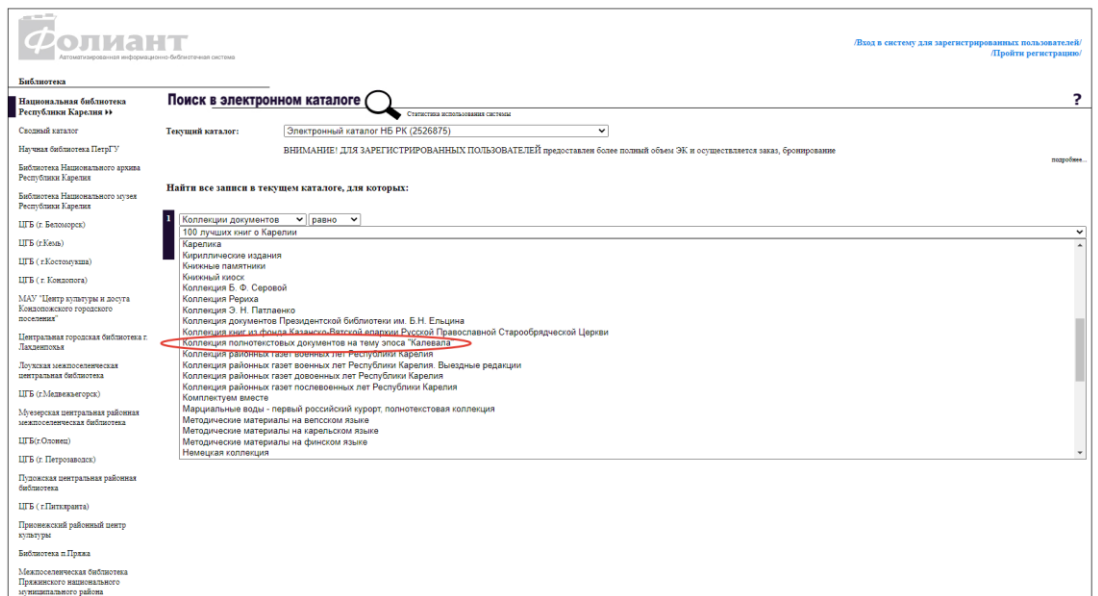 Фолиант
Автоматизированная информационно-библиотечная система
/Вход в систему для зарегистрированных пользователей/
/Пройти регистрацию/
Библиотека
Национальная библиотека
Республики Карелия
Сводный каталог
Научная библиотека ПетрГУ
Библиотека Национального архива
Республики Карелия
Библиотека Национального музея
Республики Карелия
ЦГБ (г. Беломорск)
ЦГБ (г.Кемь)
ЦГБ ( г.Костомукша)
ЦГБ ( г. Кондопога)
МАУ "Центр культуры и досуга
Кондопожского городского
поселения"
Центральная городская библиотека г.
Лахденпохья
Лоухская межпоселенческая
центральная библиотека
ЦГБ (г.Медвежьегорск)
Муезерская центральная районная
межпоселенческая библиотека
ЦГБ(г.Олонец)
ЦГБ (г. Петрозаводск)
Пудожская центральная районная
библиотека
ЦГБ ( г.Питкяранта)
Прионежский районный центр
культуры
Библиотека п.Пряжа
Межпоселенческая библиотека
Пряжинского национального
муниципального района
Поиск в электронном каталоге
?
Статистика использования системы
Текущий каталог:
Электронный каталог НБ РК (2526875)
ВНИМАНИЕ! ДЛЯ ЗАРЕГИСТРИРОВАННЫХ ПОЛЬЗОВАТЕЛЕЙ предоставлен более полный объем ЭК и осуществляется заказ, бронирование
подробнее...
Найти все записи в текущем каталоге, для которых:
1
Коллекции документов
равно
100 лучших книг о Карелии
Карелика
Кириллические издания
Книжные памятники
Книжный киоск
Коллекция Б. Ф. Серовой
Коллекция Рериха
Коллекция Э. Н. Патлаенко
Коллекция документов Президентской библиотеки им. Б.Н. Ельцина
Коллекция книг из фонда Казанско-Вятской епархии Русской Православной Старообрядческой Церкви
Коллекция полнотекстовых документов на тему эпоса "Калевала
Коллекция районных газет военных лет Республики Карелия
Коллекция районных газет военных лет Республики Карелия. Выездные редакции
Коллекция районных газет довоенных лет Республики Карелия
Коллекция районных газет послевоенных лет Республики Карелия
Комплектуем вместе
Марциальные воды - первый российский курорт, полнотекстовая коллекция
Методические материалы на вепсском языке
Методические материалы на карельском языке
Методические материалы на финском языке
Немецкая коллекция